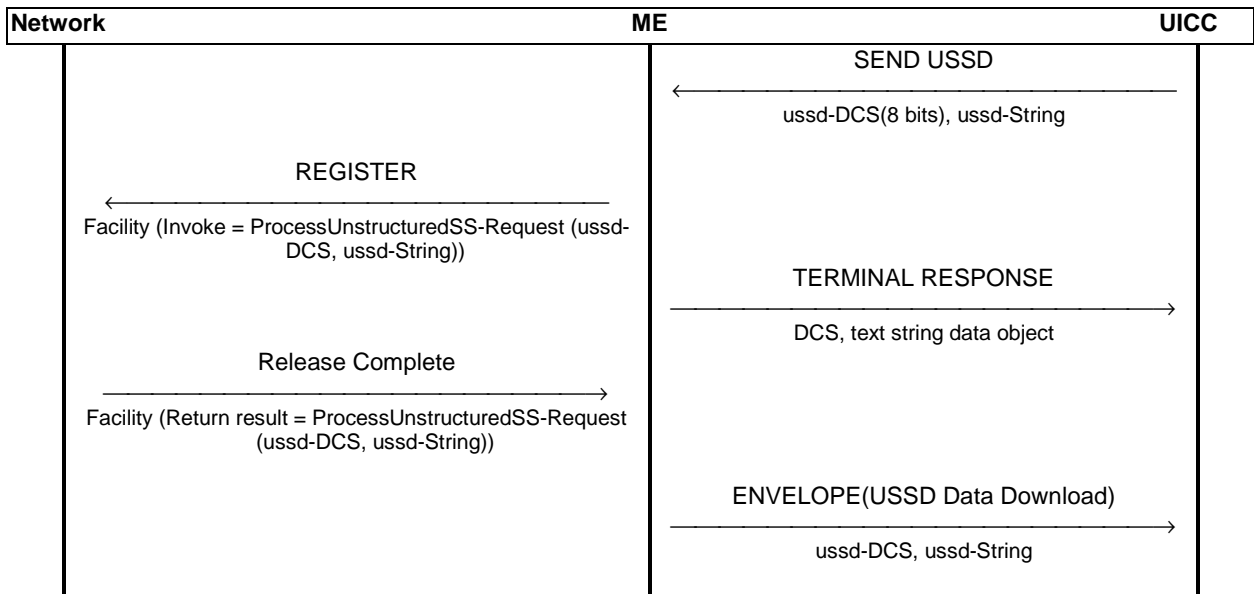 Network ME UICC
SEND USSD
ussd-DCS(8 bits), ussd-String
REGISTER
Facility (Invoke = ProcessUnstructuredSS-Request (ussd-
DCS, ussd-String))
TERMINAL RESPONSE
DCS, text string data object
Release Complete
Facility (Return result = ProcessUnstructuredSS-Request
(ussd-DCS, ussd-String))
ENVELOPE(USSD Data Download)
ussd-DCS, ussd-String